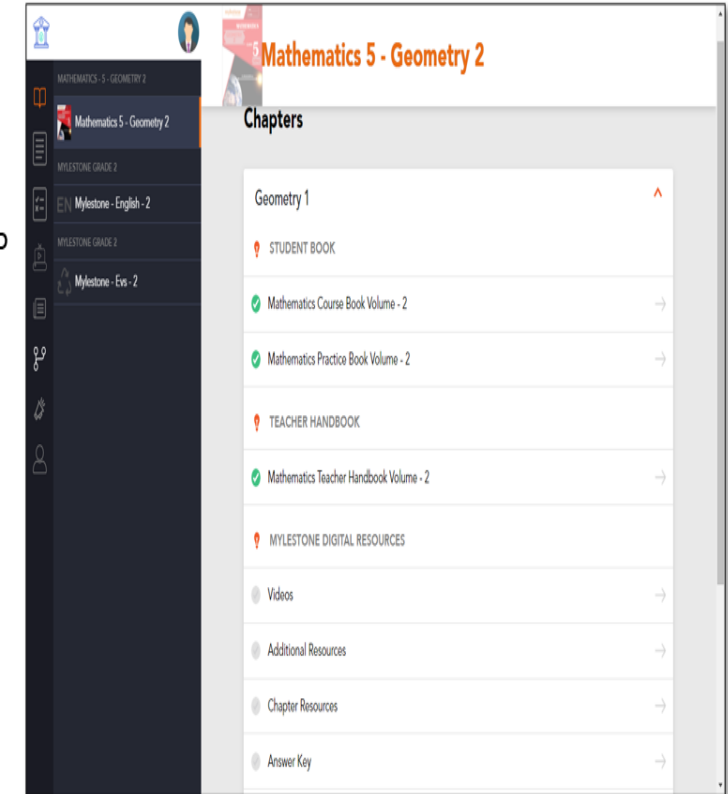 Mathematics 5 - Geometry 2
MATHEMATICS - 5 - GEOMETRY 2
Mathematics 5 - Geometry 2
MYLESTONE GRADE 2
EN Mylestone - English - 2
MYLESTONE GRADE 2
Mylestone - Evs - 2
Chapters
Geometry 1
STUDENT BOOK
Mathematics Course Book Volume - 2
Mathematics Practice Book Volume - 2
TEACHER HANDBOOK
Mathematics Teacher Handbook Volume - 2
MYLESTONE DIGITAL RESOURCES
Videos
Additional Resources
Chapter Resources
Answer Key